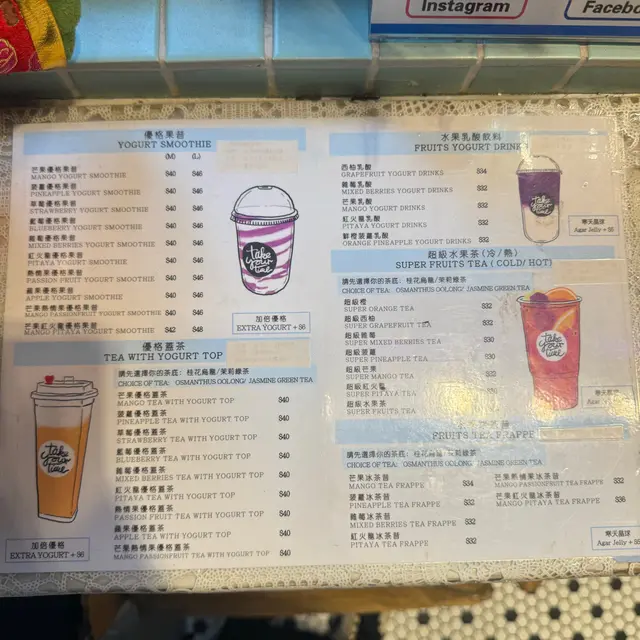 Instagram
Facebo
優格果昔
YOGURT SMOOTHIE
(M) (L)
芒果優格果昔
MANGO YOGURT SMOOTHIE $40 $46
鳳梨優格果昔
PINEAPPLE YOGURT SMOOTHIE $40 $46
草莓優格果昔
STRAWBERRY YOGURT SMOOTHIE $40 $46
藍莓優格果昔
BLUEBERRY YOGURT SMOOTHIE $40 $46
雜莓優格果昔
MIXED BERRIES YOGURT SMOOTHIE $40 $46
紅火龍優格果昔
PITAYA YOGURT SMOOTHIE $40 $46
熱情果優格果昔
PASSION FRUIT YOGURT SMOOTHIE $40 $46
蘋果優格果昔
APPLE YOGURT SMOOTHIE $40 $46
芒果熱情果優格果昔
MANGO PASSIONFRUIT YOGURT SMOOTHIE $40 $46
芒果紅火龍優格果昔
MANGO PITAYA YOGURT SMOOTHIE $42 $48
take your time
加倍優格
EXTRA YOGURT + $6
優格蓋茶
TEA WITH YOGURT TOP
請先選擇你的茶底: 桂花烏龍/茉莉綠茶
CHOICE OF TEA: OSMANTHUS OOLONG/ JASMINE GREEN TEA
芒果優格蓋茶
MANGO TEA WITH YOGURT TOP $40
菠蘿優格蓋茶
PINEAPPLE TEA WITH YOGURT TOP $40
草莓優格蓋茶
STRAWBERRY TEA WITH YOGURT TOP $40
藍莓優格蓋茶
BLUEBERRY TEA WITH YOGURT TOP $40
雜莓優格蓋茶
MIXED BERRIES TEA WITH YOGURT TOP $40
紅火龍優格蓋茶
PITAYA TEA WITH YOGURT TOP $40
熱情果優格蓋茶
PASSION FRUIT TEA WITH YOGURT TOP $40
蘋果優格蓋茶
APPLE TEA WITH YOGURT TOP $40
芒果熱情果優格蓋茶
MANGO PASSIONFRUIT TEA WITH YOGURT TOP $40
take your time
加倍優格
EXTRA YOGURT + $6
水果乳酸飲料
FRUITS YOGURT DRINK
西柚乳酸
GRAPEFRUIT YOGURT DRINKS $34
雜莓乳酸
MIXED BERRIES YOGURT DRINKS $32
芒果乳酸
MANGO YOGURT DRINKS $32
紅火龍乳酸
PITAYA YOGURT DRINKS $32
鮮橙菠蘿乳酸
ORANGE PINEAPPLE YOGURT DRINKS $32
take your time
寒天晶球
Agar Jelly + $5
超級水果茶(冷/熱)
SUPER FRUITS TEA ( COLD/ HOT)
請先選擇你的茶底: 桂花烏龍/茉莉綠茶
CHOICE OF TEA: OSMANTHUS OOLONG/ JASMINE GREEN TEA
超級橙
SUPER ORANGE TEA $32
超級西柚
SUPER GRAPEFRUIT TEA $32
超級雜莓
SUPER MIXED BERRIES TEA $30
超級菠蘿
SUPER PINEAPPLE TEA $30
超級芒果
SUPER MANGO TEA $32
超級紅火龍
SUPER PITAYA TEA
超級水果茶
SUPER FRUITS TEA
take your time
Agar Jelly + $5
FRUITS TEA FRAPPE
請先選擇你的茶底: 桂花烏龍/茉莉綠茶
CHOICE OF TEA: OSMANTHUS OOLONG/ JASMINE GREEN TEA
芒果冰茶昔
MANGO TEA FRAPPE $34
菠蘿冰茶昔
PINEAPPLE TEA FRAPPE $32
雜莓冰茶昔
MIXED BERRIES TEA FRAPPE $32
紅火龍冰茶昔
PITAYA TEA FRAPPE $32
芒果熱情果冰茶昔
MANGO PASSIONFRUIT TEA FRAPPE $32
芒果紅火龍冰茶昔
MANGO PITAYA TEA FRAPPE $36
寒天晶球
Agar Jelly + $5